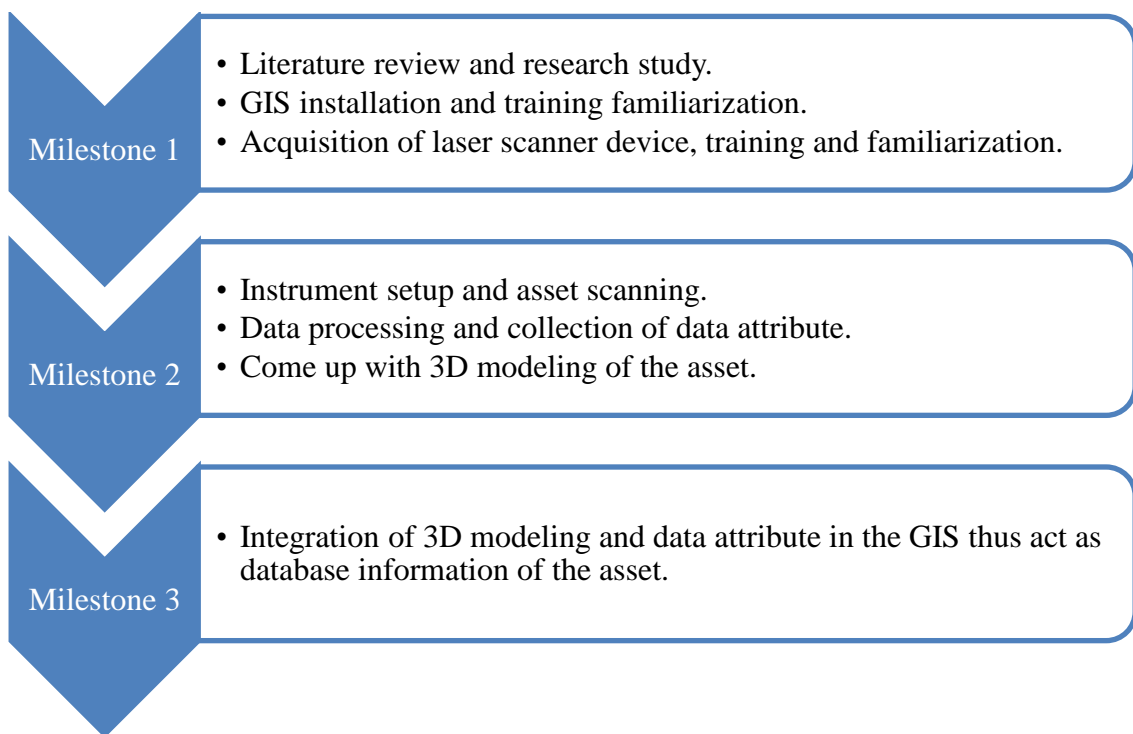 Milestone 1
• Literature review and research study.
• GIS installation and training familiarization.
• Acquisition of laser scanner device, training and familiarization.
Milestone 2
• Instrument setup and asset scanning.
• Data processing and collection of data attribute.
• Come up with 3D modeling of the asset.
Milestone 3
• Integration of 3D modeling and data attribute in the GIS thus act as
database information of the asset.